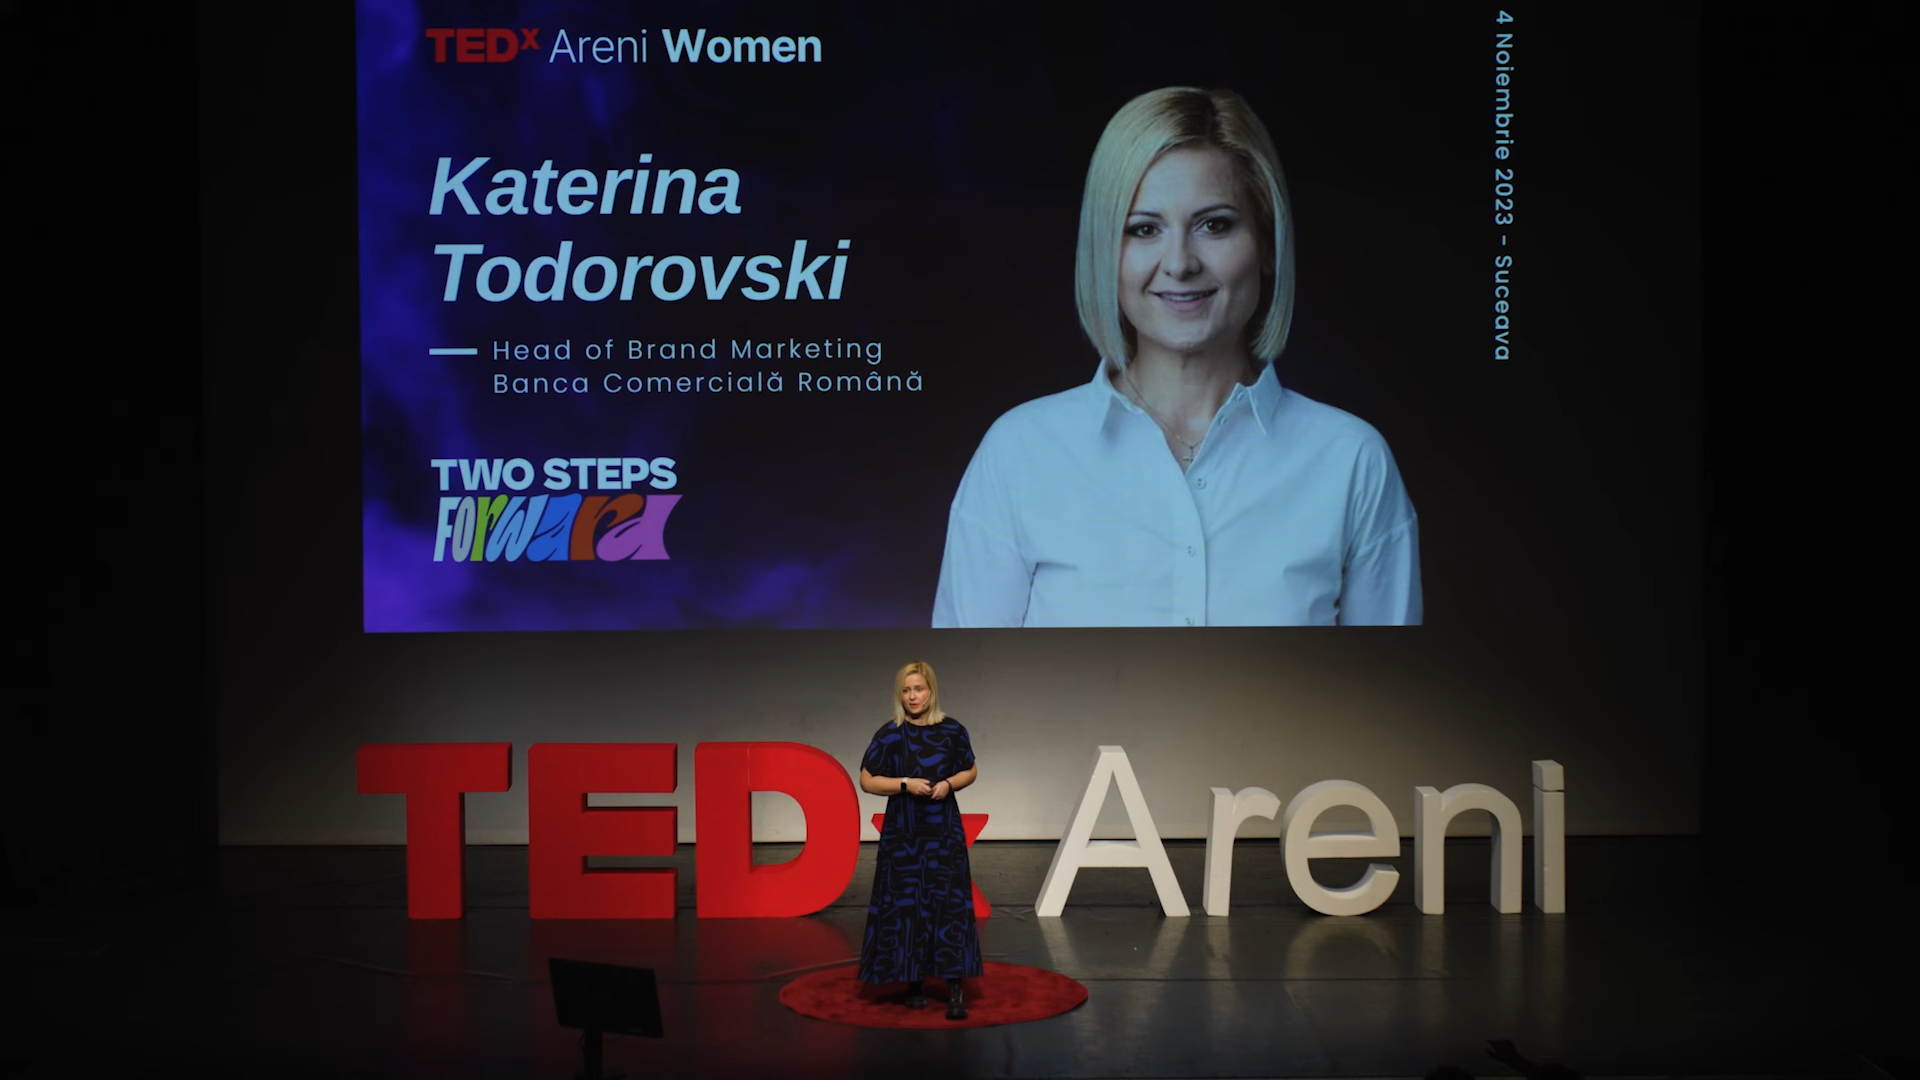 TEDx Areni Women
4 Noiembrie 2023 - Suceava
Katerina
Todorovski
Head of Brand Marketing
Banca Comercială Română
TWO STEPS
Forward
TEDx Areni